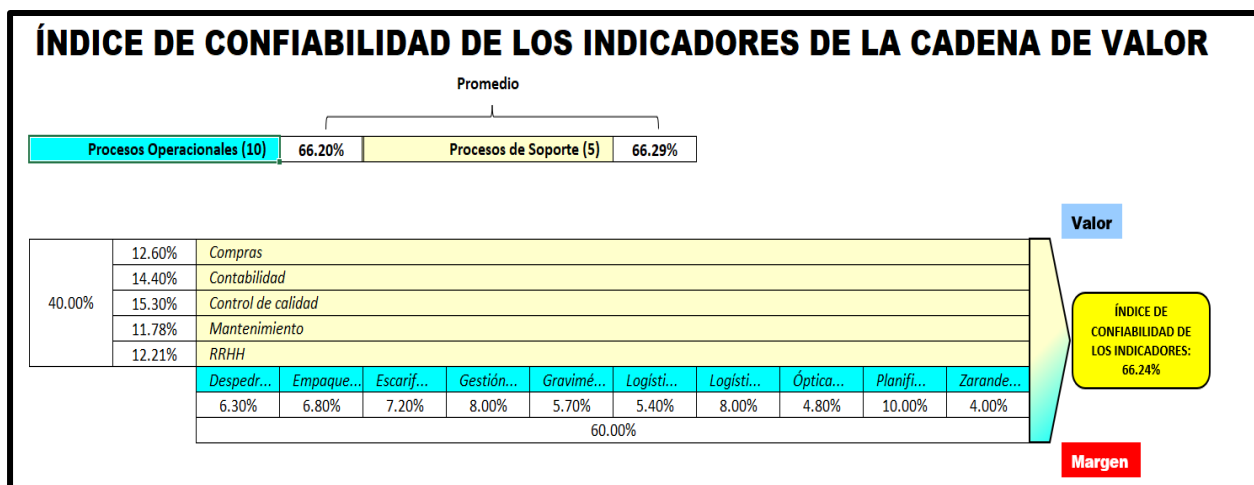 ÍNDICE DE CONFIABILIDAD DE LOS INDICADORES DE LA CADENA DE VALOR
Promedio
Procesos Operacionales (10) 66.20% Procesos de Soporte (5) 66.29%
Valor
12.60% Compras
14.40% Contabilidad
40.00% 15.30% Control de calidad
11.78% Mantenimiento
12.21% RRHH
ÍNDICE DE
CONFIABILIDAD DE
LOS INDICADORES:
66.24%
Despedr... Empaque... Escarif... Gestión... Gravimé... Logísti... Logísti... Óptica... Planifi... Zarande...
6.30% 6.80% 7.20% 8.00% 5.70% 5.40% 8.00% 4.80% 10.00% 4.00%
60.00%
Margen